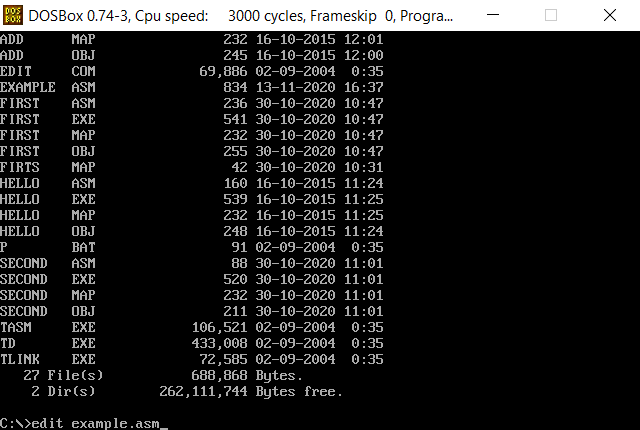 DOS BOX DOSBox 0.74-3, Cpu speed: 3000 cycles, Frameskip 0, Progra...
ADD MAP 232 16-10-2015 12:01
ADD OBJ 245 16-10-2015 12:00
EDIT COM 69,886 02-09-2004 0:35
EXAMPLE ASM 834 13-11-2020 16:37
FIRST ASM 236 30-10-2020 10:47
FIRST EXE 541 30-10-2020 10:47
FIRST MAP 232 30-10-2020 10:47
FIRST OBJ 255 30-10-2020 10:47
FIRTS MAP 42 30-10-2020 10:31
HELLO ASM 160 16-10-2015 11:24
HELLO EXE 539 16-10-2015 11:25
HELLO MAP 232 16-10-2015 11:25
HELLO OBJ 248 16-10-2015 11:24
P BAT 91 02-09-2004 0:35
SECOND ASM 88 30-10-2020 11:01
SECOND EXE 520 30-10-2020 11:01
SECOND MAP 232 30-10-2020 11:01
SECOND OBJ 211 30-10-2020 11:01
TASM EXE 106,521 02-09-2004 0:35
TD EXE 433,008 02-09-2004 0:35
TLINK EXE 72,585 02-09-2004 0:35
27 File(s) 688,868 Bytes.
2 Dir(s) 262,111,744 Bytes free.
C:\>edit example.asm_